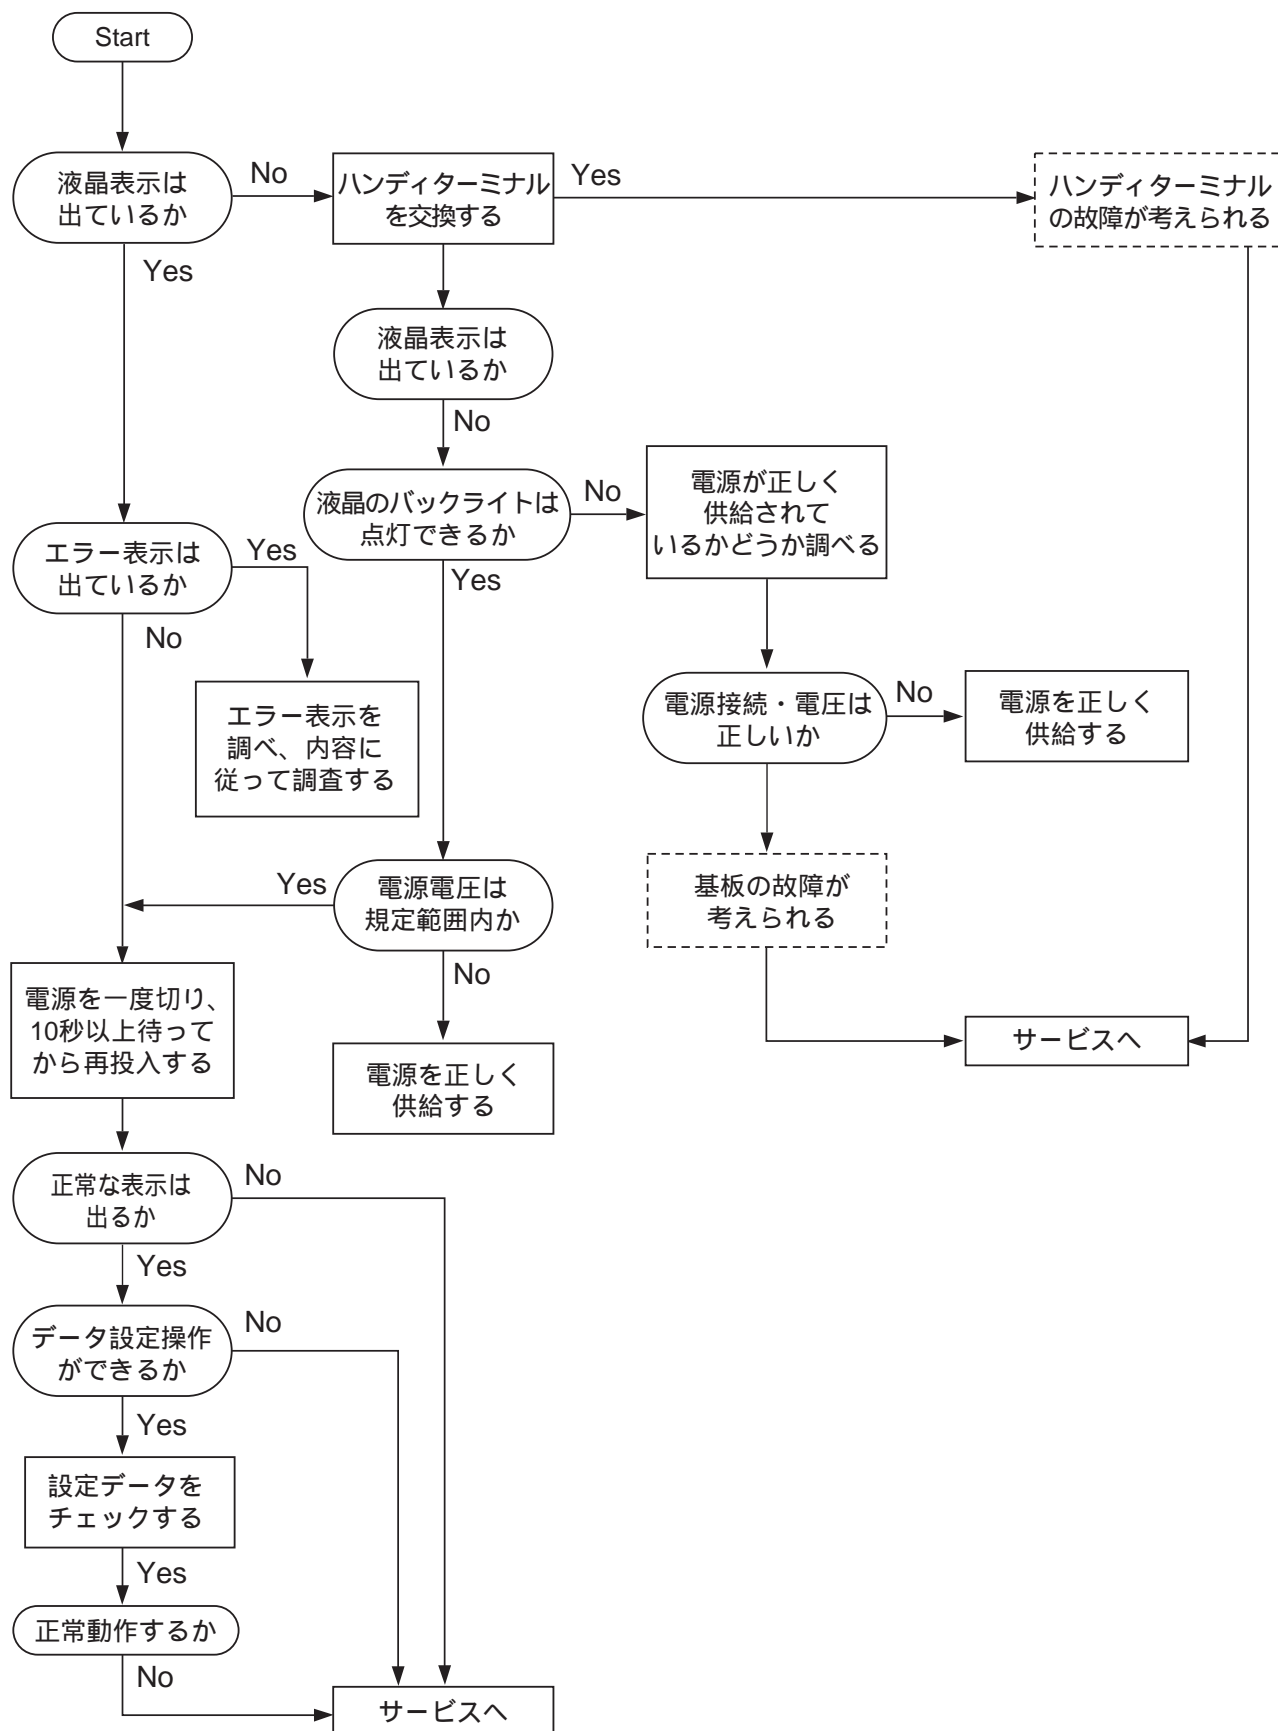 Start
液晶表示は
出ているか
No
ハンディターミナル
を交換する
Yes
ハンディターミナル
の故障が考えられる
Yes
液晶表示は
出ているか
No
液晶のバックライトは
点灯できるか
No
電源が正しく
供給されて
いるかどうか調べる
エラー表示は
出ているか
Yes
Yes
No
エラー表示を
調べ、内容に
従って調査する
電源接続・電圧は
正しいか
No
電源を正しく
供給する
Yes
電源電圧は
規定範囲内か
基板の故障が
考えられる
No
電源を一度切り、
10秒以上待って
から再投入する
電源を正しく
供給する
サービスへ
正常な表示は
出るか
No
Yes
データ設定操作
ができるか
No
Yes
設定データを
チェックする
Yes
正常動作するか
No
サービスへ